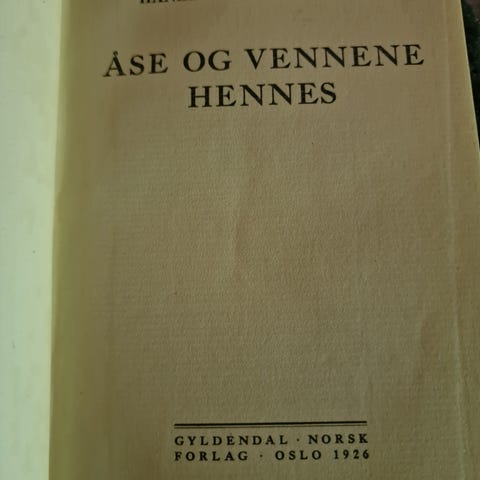 ÅSE OG VENNENE
HENNES
GYLDENDAL · NORSK
FORLAG · OSLO 1926